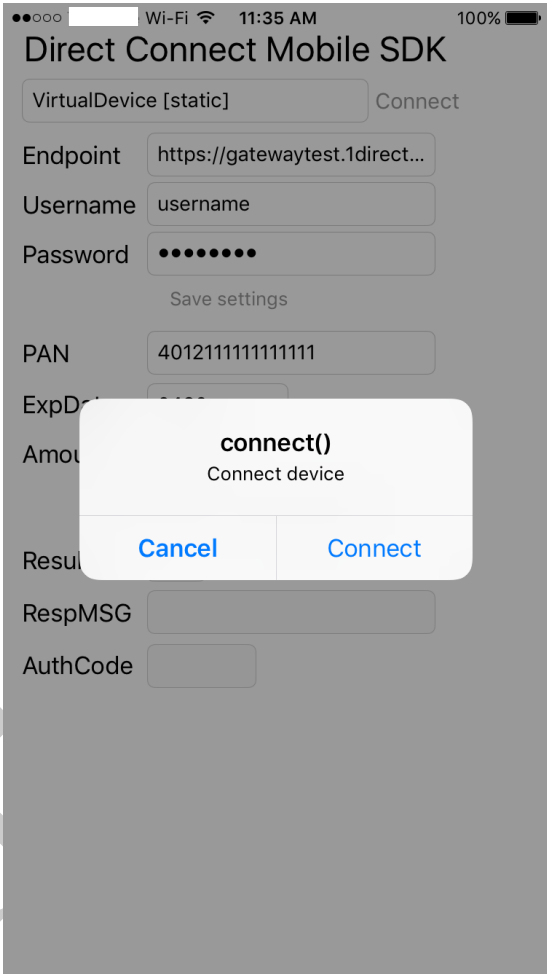 Wi-Fi 11:35 AM 100%
Direct Connect Mobile SDK
VirtualDevice [static] Connect
Endpoint https://gatewaytest.1direct...
Username username
Password ••••••••
Save settings
PAN 4012111111111111
connect()
Connect device
Cancel Connect
RespMSG
AuthCode